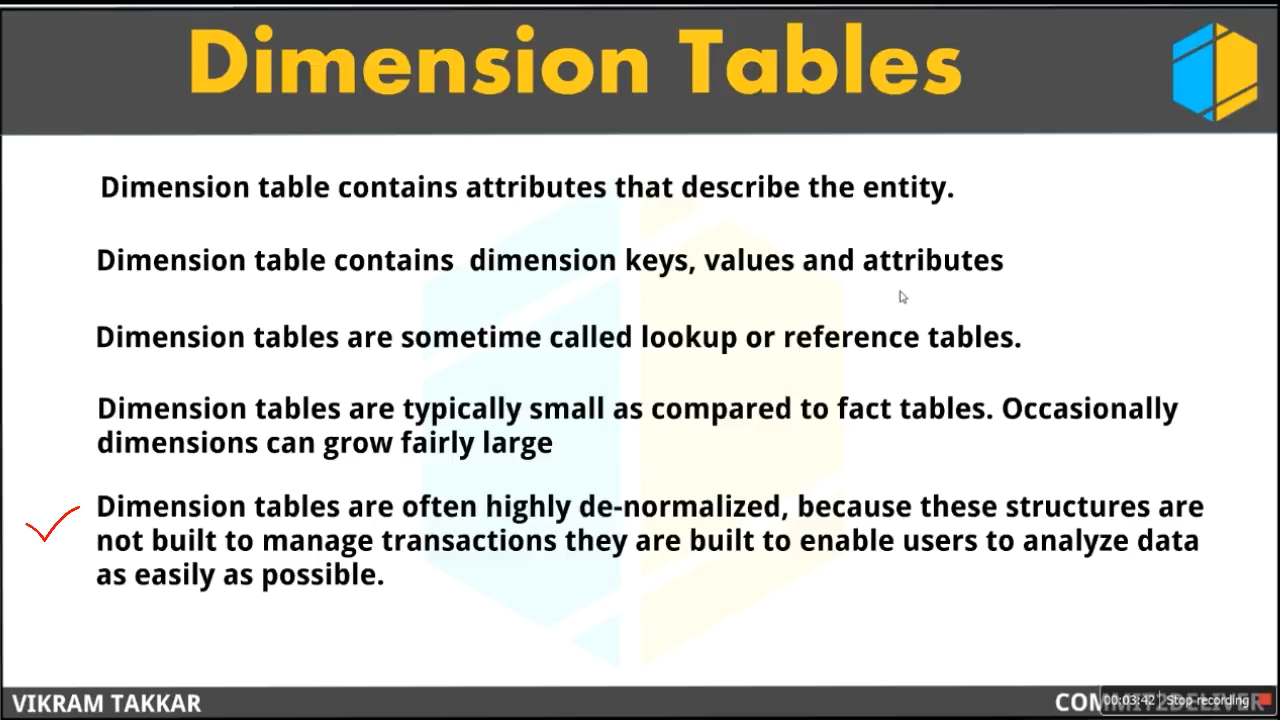 Dimension Tables
Dimension table contains attributes that describe the entity.
Dimension table contains  dimension keys, values and attributes
Dimension tables are sometime called lookup or reference tables.
Dimension tables are typically small as compared to fact tables. Occasionally
dimensions can grow fairly large
Dimension tables are often highly de-normalized, because these structures are
not built to manage transactions they are built to enable users to analyze data
as easily as possible.
VIKRAM TAKKAR
COMMIT2DELIVER
00:03:42 Stop recording